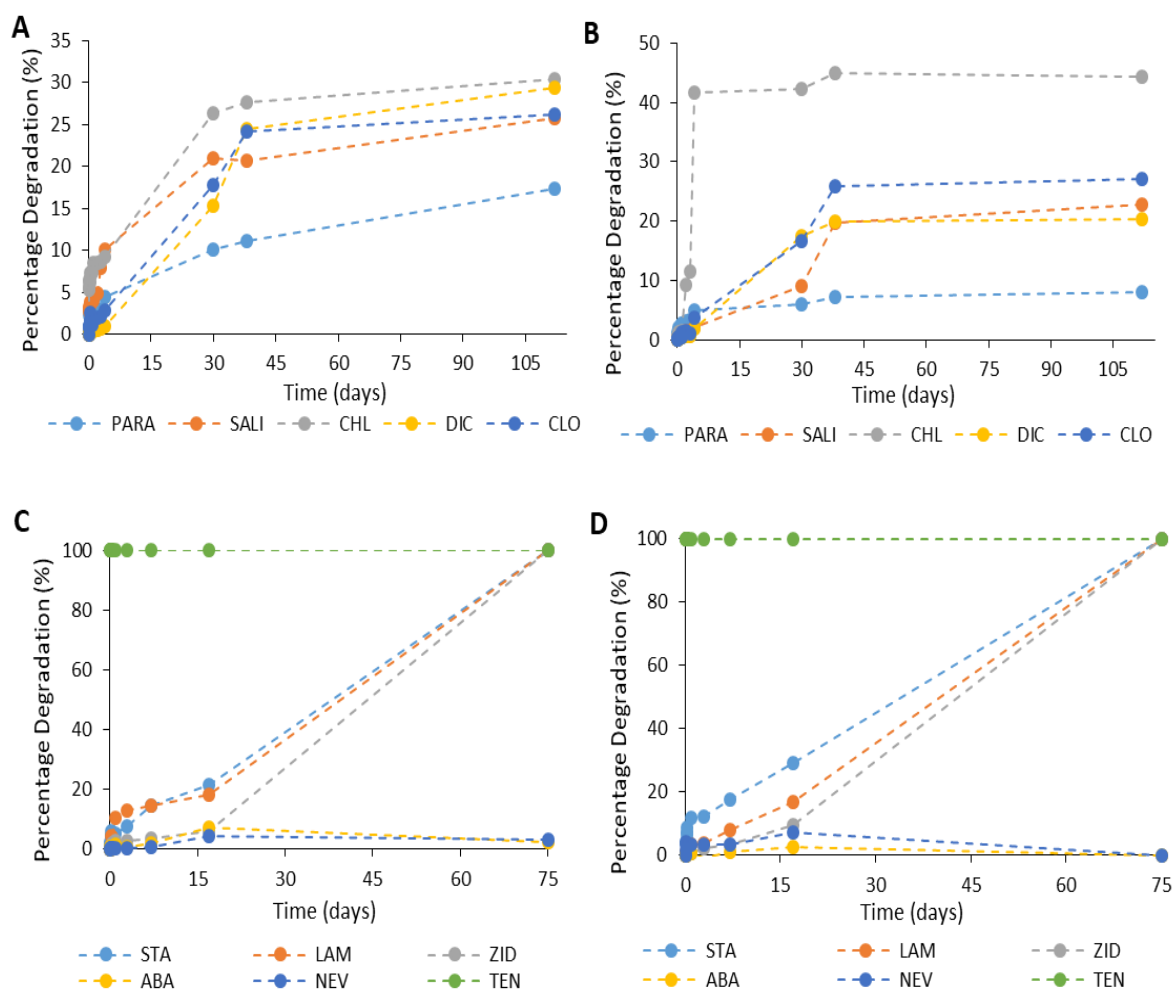 A
Percentage Degradation (%)
35
30
25
20
15
10
5
0
0 15 30 45 60 75 90 105
Time (days)
PARA SALI CHL DIC CLO
B
Percentage Degradation (%)
50
40
30
20
10
0
0 15 30 45 60 75 90 105
Time (days)
PARA SALI CHL DIC CLO
C
Percentage Degradation (%)
100
80
60
40
20
0
0 15 30 45 60 75
Time (days)
STA LAM ZID
ABA NEV TEN
D
Percentage Degradation (%)
100
80
60
40
20
0
0 15 30 45 60 75
Time (days)
STA LAM ZID
ABA NEV TEN